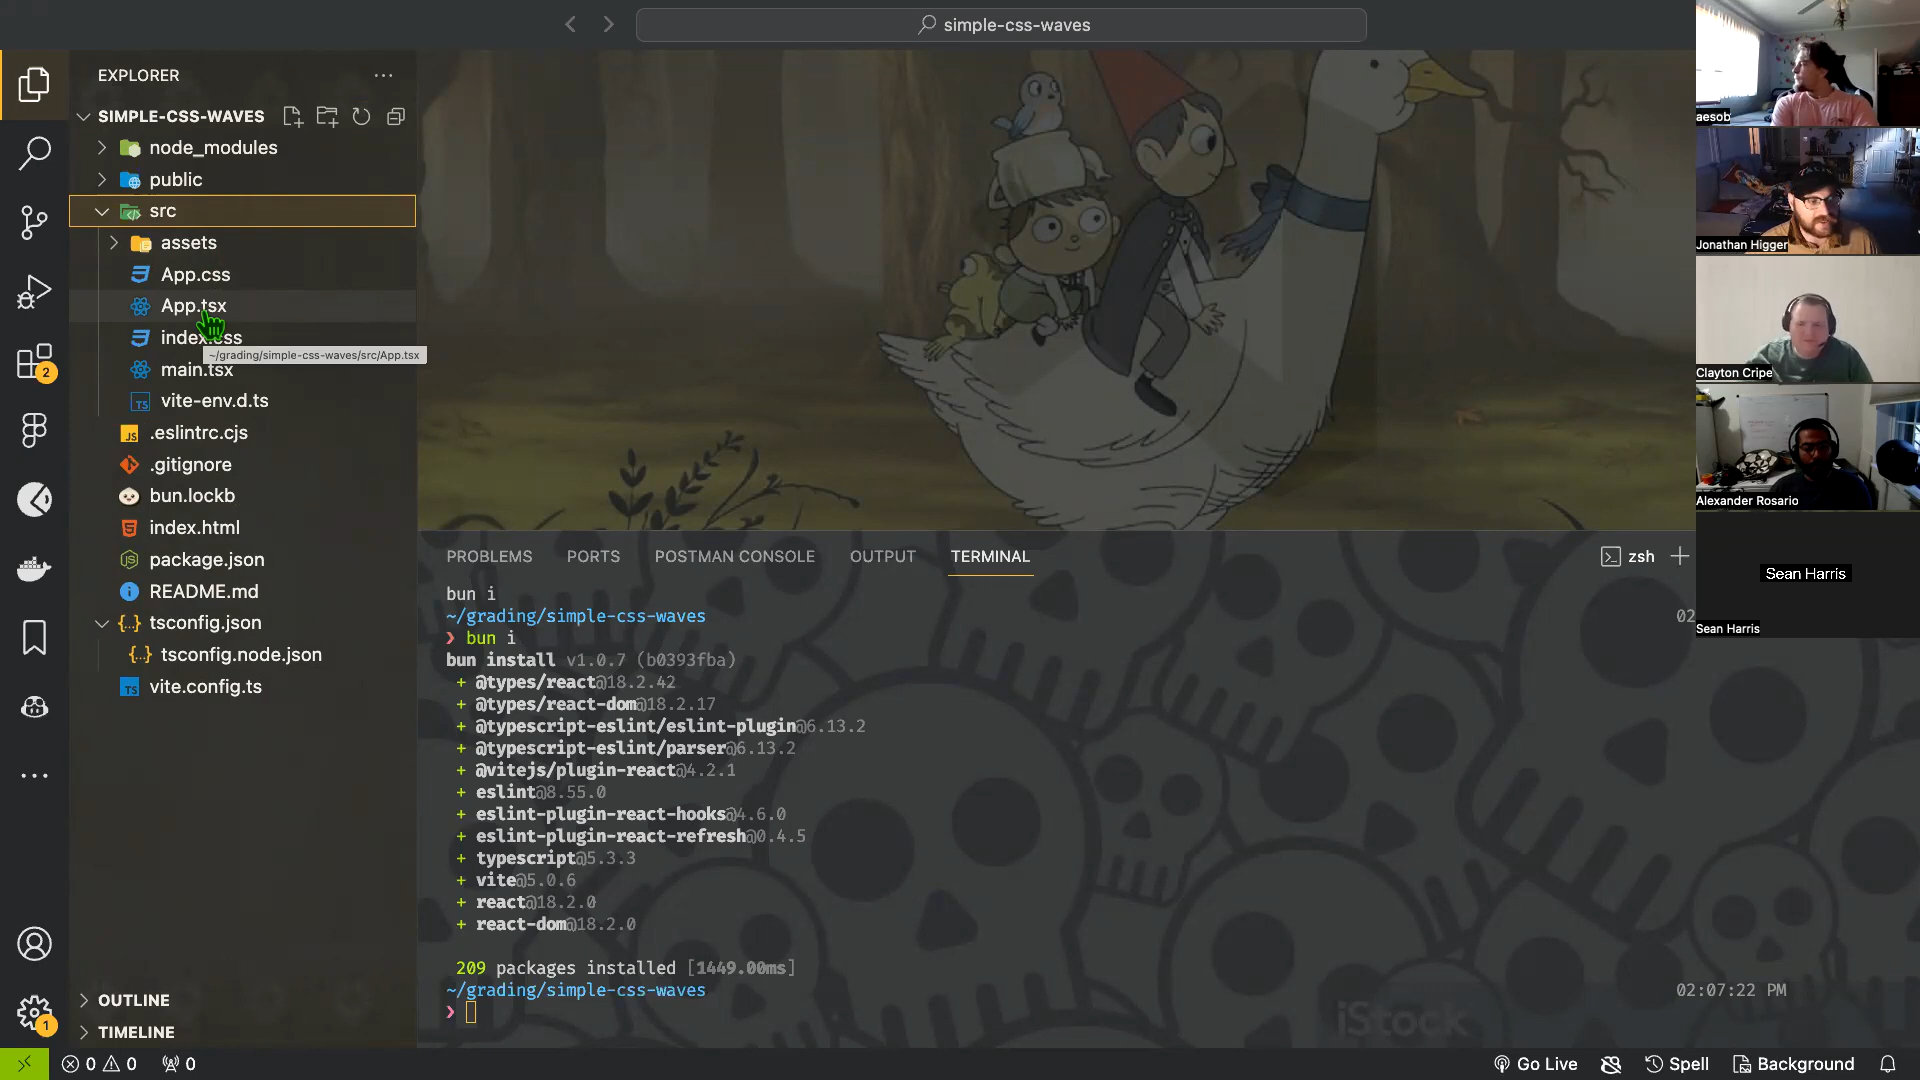 simple-css-waves
EXPLORER
SIMPLE-CSS-WAVES
node_modules
public
src
assets
App.css
App.tsx
index.css
~/grading/simple-css-waves/src/App.tsx
main.tsx
vite-env.d.ts
.eslintrc.cjs
.gitignore
bun.lockb
index.html
package.json
README.md
tsconfig.json
tsconfig.node.json
vite.config.ts
OUTLINE
TIMELINE
2
1
PROBLEMS PORTS POSTMAN CONSOLE OUTPUT TERMINAL
zsh
bun i
~/grading/simple-css-waves
02
❯ bun i
bun install v1.0.7 (b0393fba)
+ @types/react@18.2.42
+ @types/react-dom@18.2.17
+ @typescript-eslint/eslint-plugin@6.13.2
+ @typescript-eslint/parser@6.13.2
+ @vitejs/plugin-react@4.2.1
+ eslint@8.55.0
+ eslint-plugin-react-hooks@4.6.0
+ eslint-plugin-react-refresh@0.4.5
+ typescript@5.3.3
+ vite@5.0.6
+ react@18.2.0
+ react-dom@18.2.0
209 packages installed [1449.00ms]
~/grading/simple-css-waves
02:07:22 PM
❯
iStock
aesob
Jonathan Higger
Clayton Cripe
Alexander Rosario
Sean Harris
Sean Harris
0 0 0
Go Live Spell Background